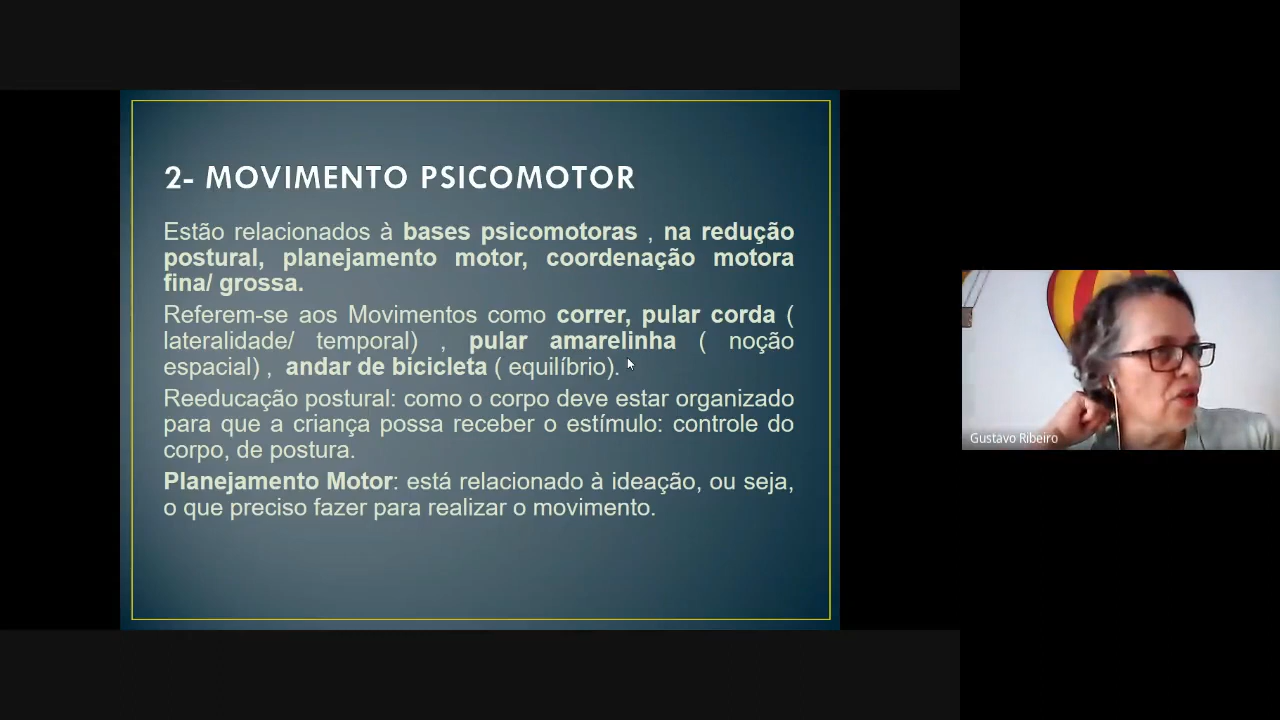 2- MOVIMENTO PSICOMOTOR
Estão relacionados à bases psicomotoras , na redução
postural, planejamento motor, coordenação motora
fina/ grossa.
Referem-se aos Movimentos como correr, pular corda (
lateralidade/ temporal) , pular amarelinha ( noção
espacial) , andar de bicicleta ( equilíbrio).
Reeducação postural: como o corpo deve estar organizado
para que a criança possa receber o estímulo: controle do
corpo, de postura.
Planejamento Motor: está relacionado à ideação, ou seja,
o que preciso fazer para realizar o movimento.
Gustavo Ribeiro